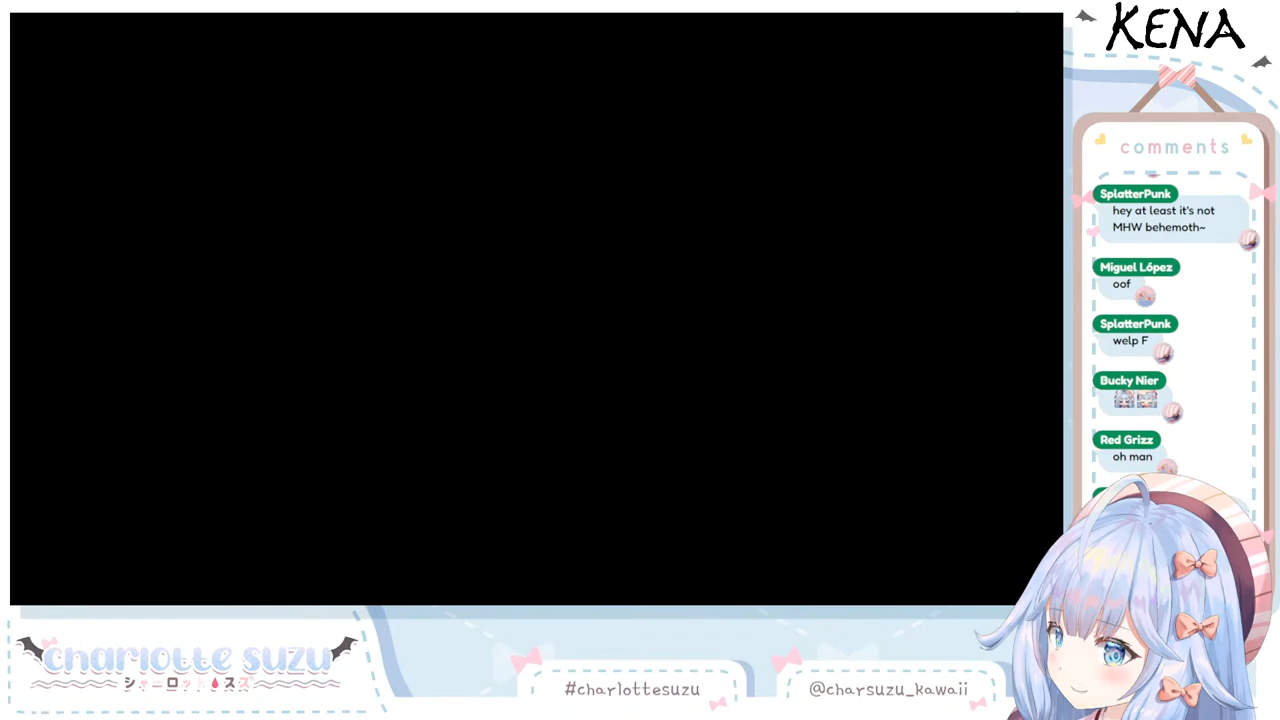 KENA
comments
SplatterPunk
hey at least it's not
MHW behemoth~
Miguel López
oof
SplatterPunk
welp F
Bucky Nier
Red Grizz
oh man
charlotte suzu
シャーロット スズ
#charlottesuzu
@charsuzu_kawaii